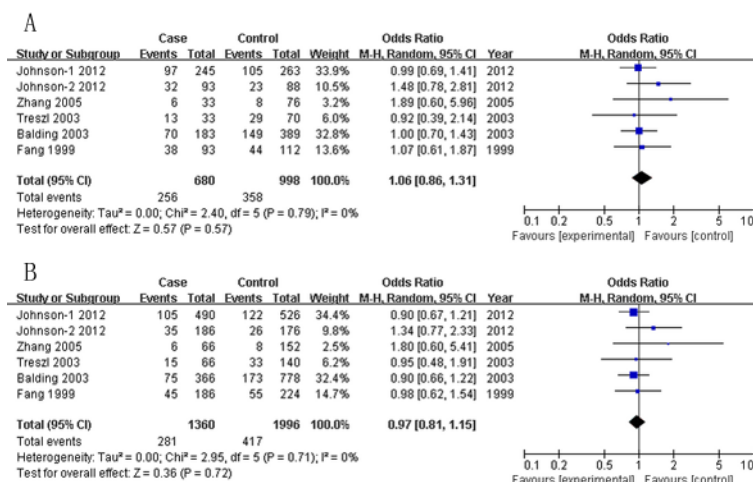 A
Case Control Odds Ratio Odds Ratio
Study or Subgroup Events Total Events Total Weight M-H, Random, 95% CI Year M-H, Random, 95% CI
Johnson-1 2012 97 245 105 263 33.9% 0.99 [0.69, 1.41] 2012
Johnson-2 2012 32 93 23 88 11.0% 1.48 [0.78, 2.81] 2012
Zhang 2005 6 33 8 76 3.2% 1.89 [0.60, 5.96] 2005
Treszl 2003 13 33 29 70 6.0% 0.92 [0.39, 2.14] 2003
Balding 2003 70 183 149 389 32.8% 1.00 [0.70, 1.43] 2003
Fang 1999 38 93 44 112 13.6% 1.07 [0.61, 1.87] 1999
Total (95% CI) 680 998 100.0% 1.06 [0.86, 1.31]
Total events 256 358
Heterogeneity: Tau² = 0.00; Chi² = 2.40, df = 5 (P = 0.79); I² = 0%
Test for overall effect: Z = 0.57 (P = 0.57)
0.1 0.2 0.5 1 2 5 10
Favours [experimental] Favours [control]
B
Case Control Odds Ratio Odds Ratio
Study or Subgroup Events Total Events Total Weight M-H, Random, 95% CI Year M-H, Random, 95% CI
Johnson-1 2012 105 490 122 526 34.4% 0.90 [0.67, 1.21] 2012
Johnson-2 2012 35 186 26 176 9.8% 1.34 [0.77, 2.33] 2012
Zhang 2005 6 66 8 152 2.5% 1.80 [0.60, 5.41] 2005
Treszl 2003 15 66 33 140 6.2% 0.95 [0.48, 1.91] 2003
Balding 2003 75 366 173 778 32.4% 0.90 [0.66, 1.22] 2003
Fang 1999 45 186 55 224 14.7% 0.98 [0.62, 1.54] 1999
Total (95% CI) 1360 1996 100.0% 0.97 [0.81, 1.15]
Total events 281 417
Heterogeneity: Tau² = 0.00; Chi² = 2.95, df = 5 (P = 0.71); I² = 0%
Test for overall effect: Z = 0.36 (P = 0.72)
0.1 0.2 0.5 1 2 5 10
Favours [experimental] Favours [control]